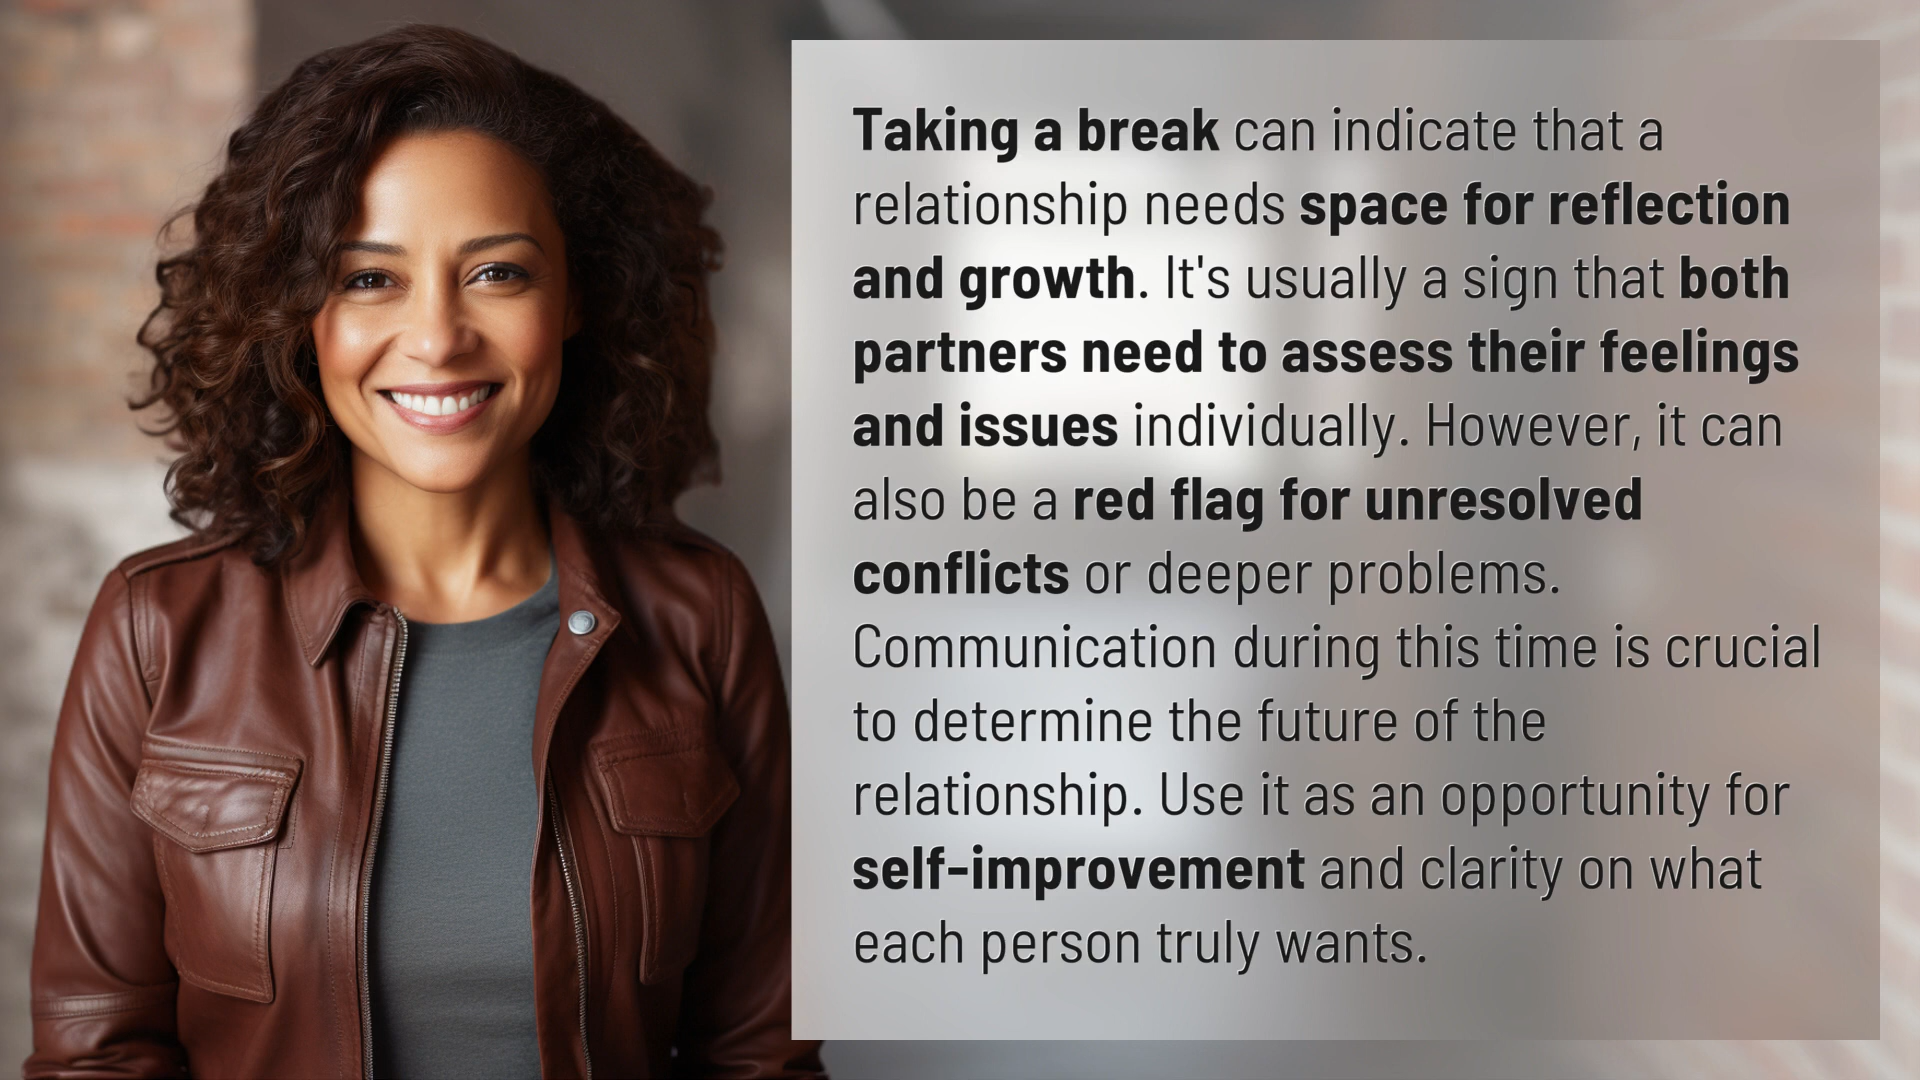 Taking a break can indicate that a
relationship needs space for reflection
and growth. It's usually a sign that both
partners need to assess their feelings
and issues individually. However, it can
also be a red flag for unresolved
conflicts or deeper problems.
Communication during this time is crucial
to determine the future of the
relationship. Use it as an opportunity for
self-improvement and clarity on what
each person truly wants.